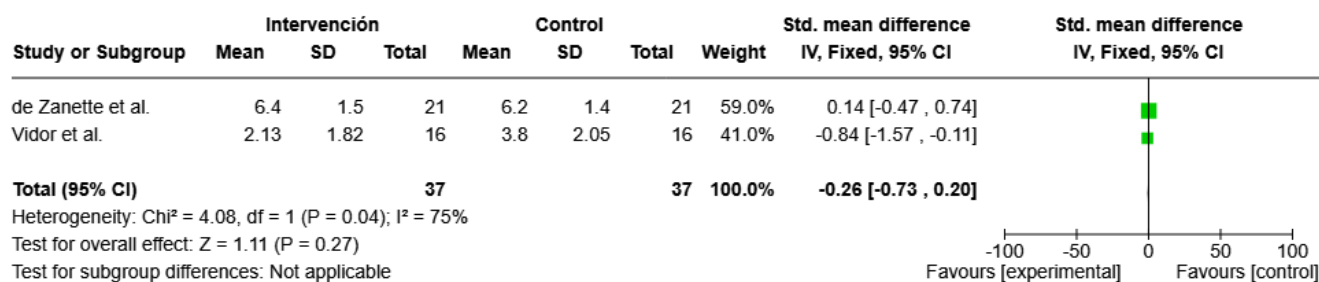 Intervención Control Std. mean difference Std. mean difference
Study or Subgroup Mean SD Total Mean SD Total Weight IV, Fixed, 95% CI IV, Fixed, 95% CI
de Zanette et al. 6.4 1.5 21 6.2 1.4 21 59.0% 0.14 [-0.47 , 0.74]
Vidor et al. 2.13 1.82 16 3.8 2.05 16 41.0% -0.84 [-1.57 , -0.11]
Total (95% CI) 37 37 100.0% -0.26 [-0.73 , 0.20]
Heterogeneity: Chi² = 4.08, df = 1 (P = 0.04); I² = 75%
Test for overall effect: Z = 1.11 (P = 0.27)
-100 -50 0 50 100
Test for subgroup differences: Not applicable Favours [experimental] Favours [control]